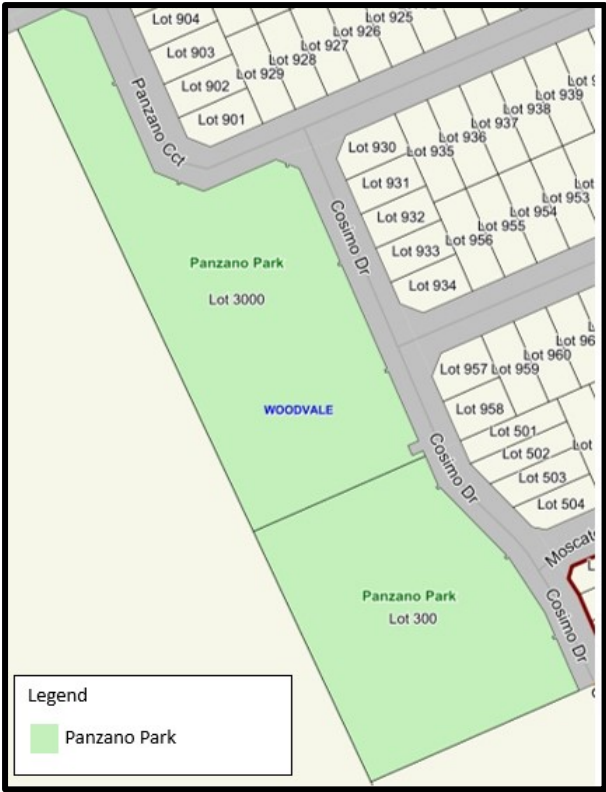 Lot 904
Lot 903
Lot 902
Lot 901
Lot 929
Lot 928
Lot 927
Lot 926
Lot 925
Panzano Cct
Lot 930
Lot 931
Lot 932
Lot 933
Lot 934
Lot 935
Lot 936
Lot 937
Lot 938
Lot 939
Lot 956
Lot 955
Lot 954
Lot 953
Lot
Cosimo Dr
Panzano Park
Lot 3000
WOODVALE
Lot 957
Lot 959
Lot 960
Lot 958
Lot 501
Lot 502
Lot 503
Lot 504
Lot
Cosimo Dr
Panzano Park
Lot 300
Cosimo Dr
Legend
Panzano Park